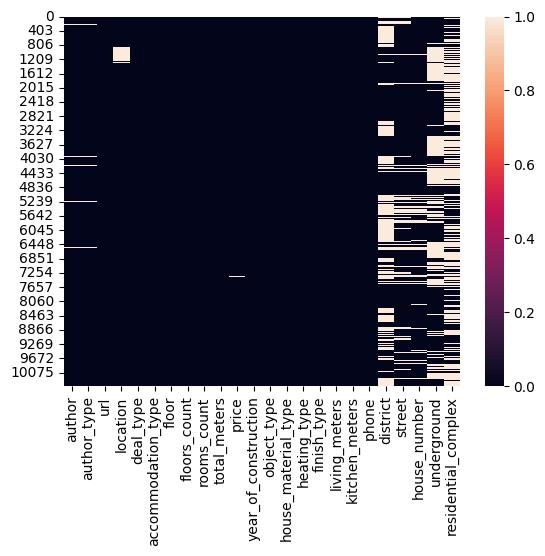 0
403
806
1209
1612
2015
2418
2821
3224
3627
4030
4433
4836
5239
5642
6045
6448
6851
7254
7657
8060
8463
8866
9269
9672
10075
author
author_type
url
location
deal_type
accommodation_type
floor
floors_count
rooms_count
total_meters
price
year_of_construction
object_type
house_material_type
heating_type
finish_type
living_meters
kitchen_meters
phone
district
street
house_number
underground
residential_complex
1.0
0.8
0.6
0.4
0.2
0.0